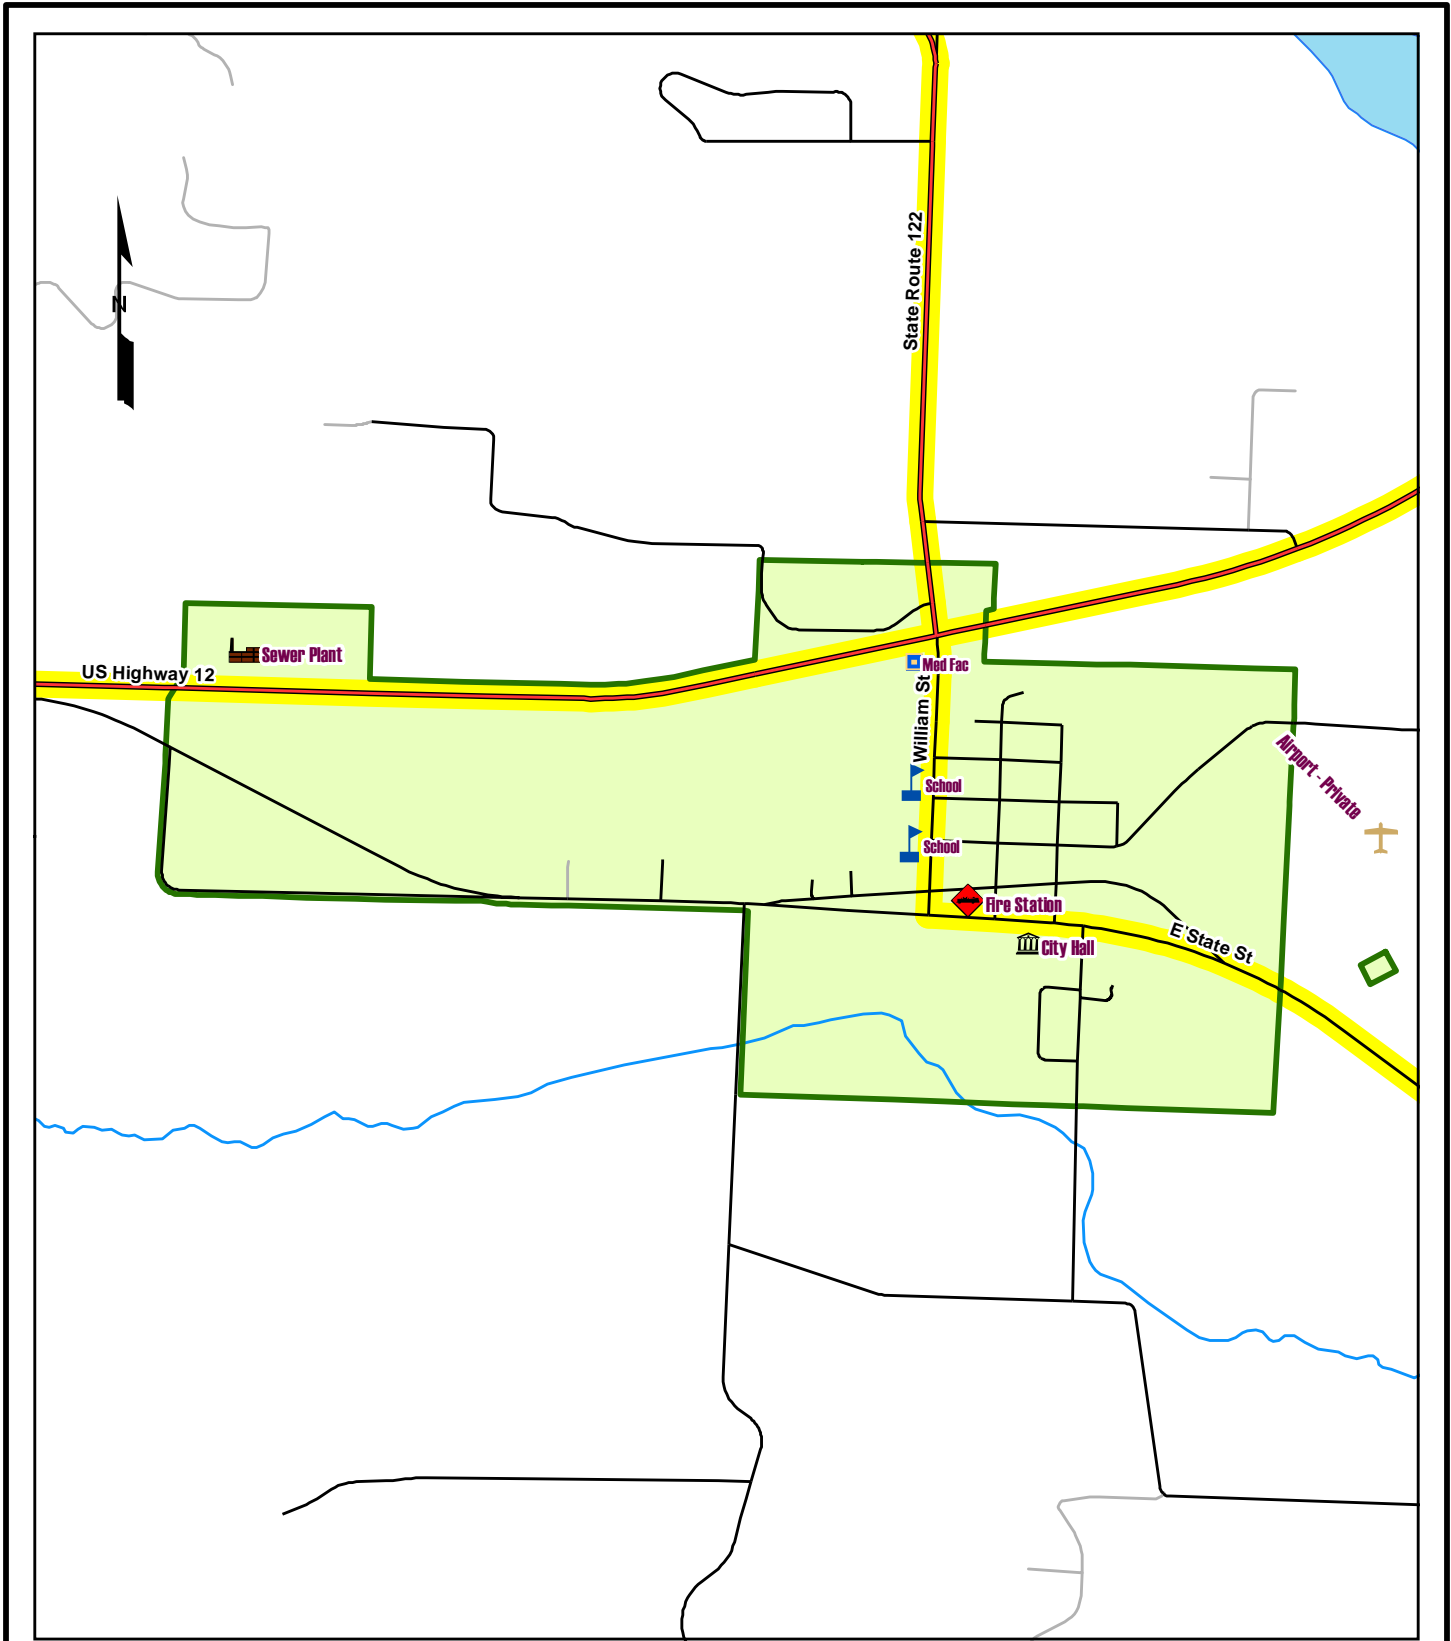 State Route 122
N
Sewer Plant
US Highway 12
Med Fac
William St
Airport - Private
School
School
Fire Station
E State St
City Hall